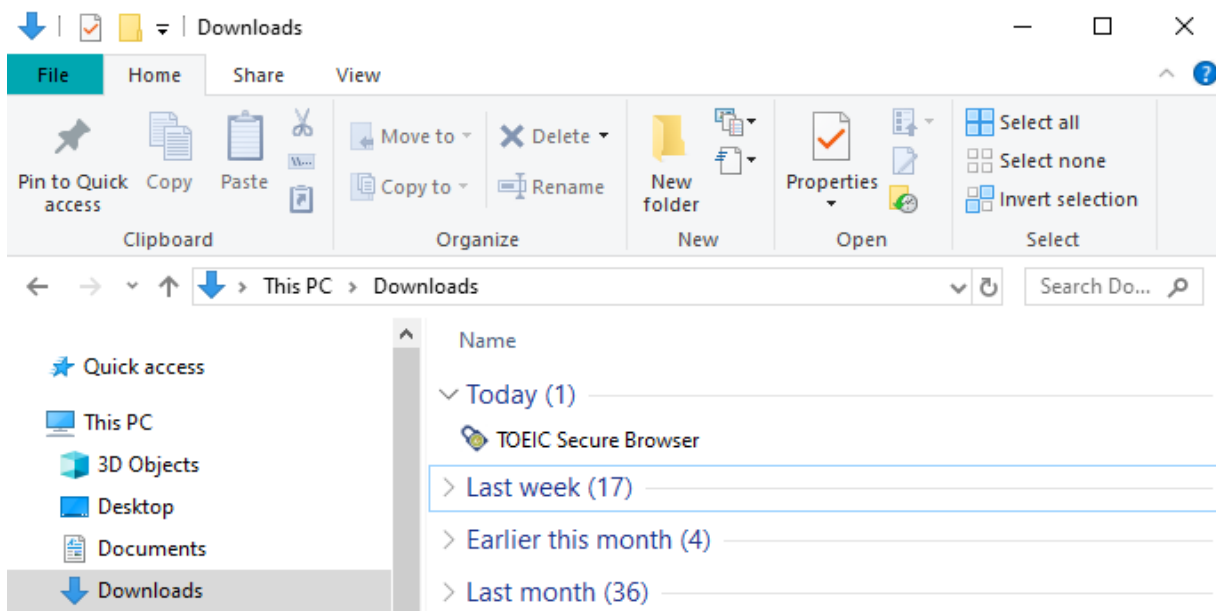 Downloads
File Home Share View
Pin to Quick access
Copy
Paste
Clipboard
Move to
Copy to
Delete
Rename
Organize
New folder
New
Properties
Open
Select all
Select none
Invert selection
Select
This PC Downloads
Search Do...
Quick access
This PC
3D Objects
Desktop
Documents
Downloads
Name
Today (1)
TOEIC Secure Browser
Last week (17)
Earlier this month (4)
Last month (36)